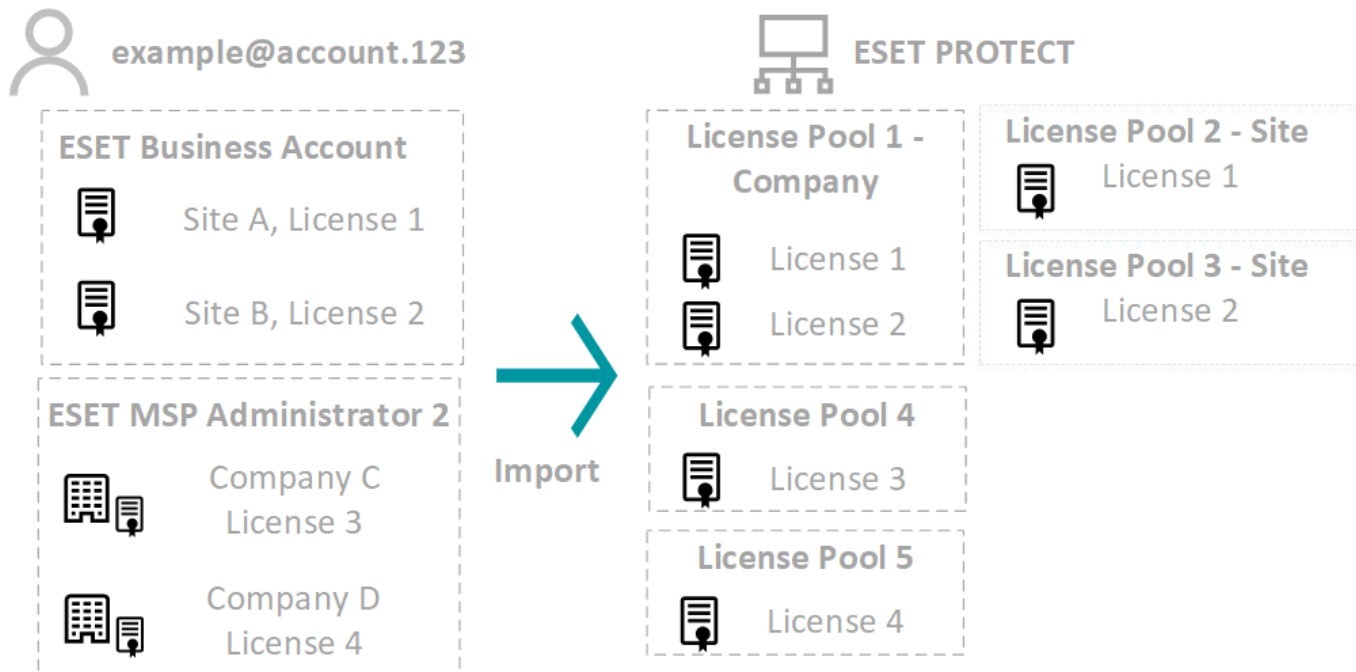 example@account.123
ESET Business Account
Site A, License 1
Site B, License 2
ESET MSP Administrator 2
Company C
License 3
Company D
License 4
Import
ESET PROTECT
License Pool 1 -
Company
License 1
License 2
License Pool 2 - Site
License 1
License Pool 3 - Site
License 2
License Pool 4
License 3
License Pool 5
License 4